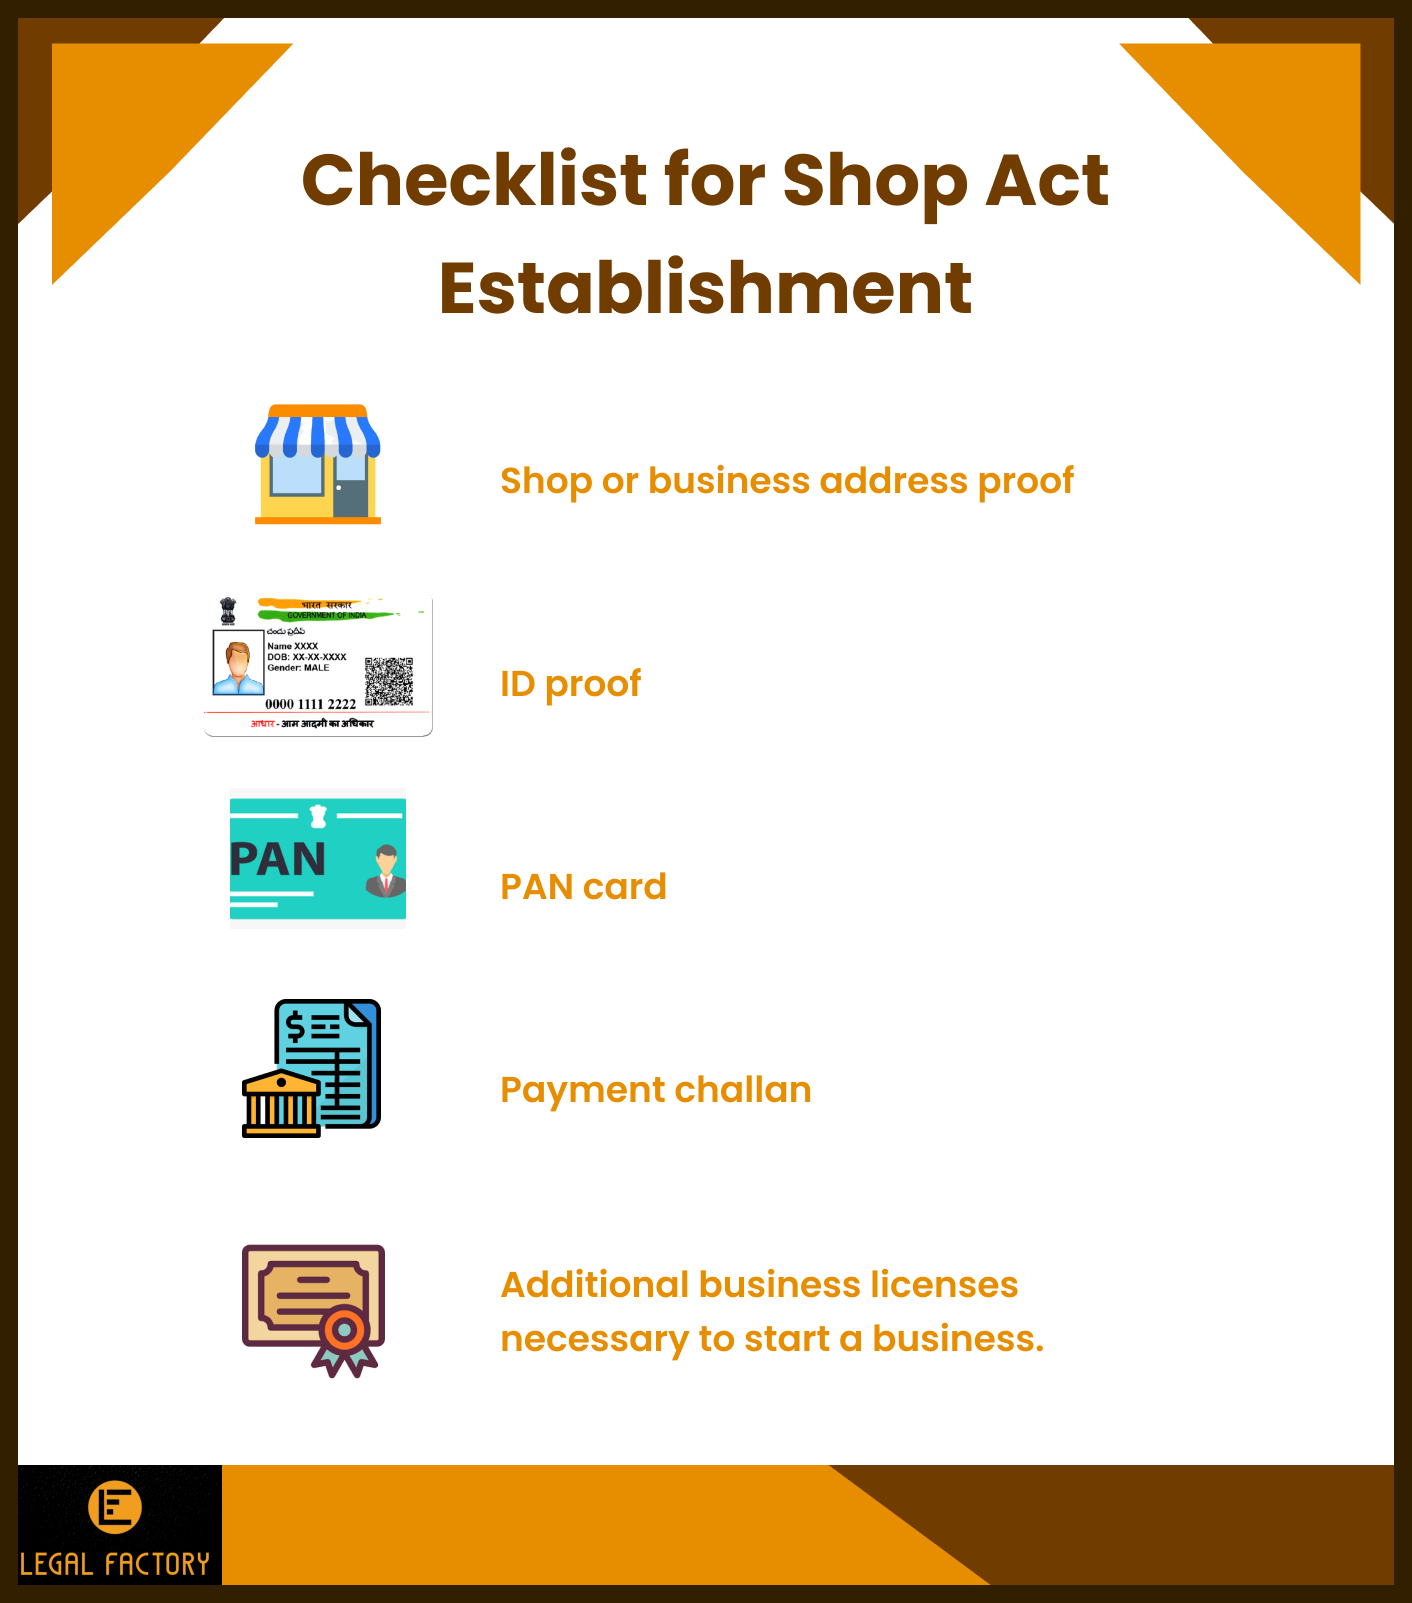 Checklist for Shop Act
Establishment
Shop or business address proof
भारत सरकार
GOVERNMENT OF INDIA
చందు ప్రదీప్
Name XXXX
DOB: XX-XX-XXXX
Gender: MALE
0000 1111 2222
आधार - आम आदमी का अधिकार
ID proof
PAN
PAN card
$
Payment challan
Additional business licenses
necessary to start a business.
LEGAL FACTORY